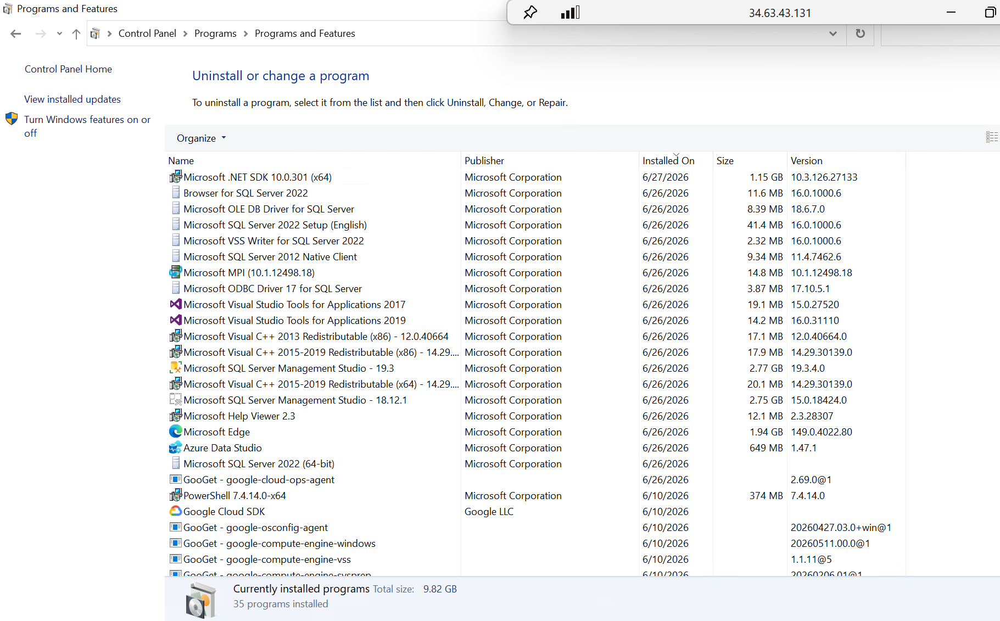 Programs and Features
34.63.43.131
Control Panel Programs Programs and Features
Control Panel Home
View installed updates
Turn Windows features on or
off
Uninstall or change a program
To uninstall a program, select it from the list and then click Uninstall, Change, or Repair.
Organize
Name Publisher Installed On Size Version
Microsoft .NET SDK 10.0.301 (x64) Microsoft Corporation 6/27/2026 1.15 GB 10.3.126.27133
Browser for SQL Server 2022 Microsoft Corporation 6/26/2026 11.6 MB 16.0.1000.6
Microsoft OLE DB Driver for SQL Server Microsoft Corporation 6/26/2026 8.39 MB 18.6.7.0
Microsoft SQL Server 2022 Setup (English) Microsoft Corporation 6/26/2026 41.4 MB 16.0.1000.6
Microsoft VSS Writer for SQL Server 2022 Microsoft Corporation 6/26/2026 2.32 MB 16.0.1000.6
Microsoft SQL Server 2012 Native Client Microsoft Corporation 6/26/2026 9.34 MB 11.4.7462.6
Microsoft MPI (10.1.12498.18) Microsoft Corporation 6/26/2026 14.8 MB 10.1.12498.18
Microsoft ODBC Driver 17 for SQL Server Microsoft Corporation 6/26/2026 3.87 MB 17.10.5.1
Microsoft Visual Studio Tools for Applications 2017 Microsoft Corporation 6/26/2026 19.1 MB 15.0.27520
Microsoft Visual Studio Tools for Applications 2019 Microsoft Corporation 6/26/2026 14.2 MB 16.0.31110
Microsoft Visual C++ 2013 Redistributable (x86) - 12.0.40664 Microsoft Corporation 6/26/2026 17.1 MB 12.0.40664.0
Microsoft Visual C++ 2015-2019 Redistributable (x86) - 14.29.... Microsoft Corporation 6/26/2026 17.9 MB 14.29.30139.0
Microsoft SQL Server Management Studio - 19.3 Microsoft Corporation 6/26/2026 2.77 GB 19.3.4.0
Microsoft Visual C++ 2015-2019 Redistributable (x64) - 14.29.... Microsoft Corporation 6/26/2026 20.1 MB 14.29.30139.0
Microsoft SQL Server Management Studio - 18.12.1 Microsoft Corporation 6/26/2026 2.75 GB 15.0.18424.0
Microsoft Help Viewer 2.3 Microsoft Corporation 6/26/2026 12.1 MB 2.3.28307
Microsoft Edge Microsoft Corporation 6/26/2026 1.94 GB 149.0.4022.80
Azure Data Studio Microsoft Corporation 6/26/2026 649 MB 1.47.1
Microsoft SQL Server 2022 (64-bit) Microsoft Corporation 6/26/2026
GooGet - google-cloud-ops-agent 6/26/2026 2.69.0@1
PowerShell 7.4.14.0-x64 Microsoft Corporation 6/10/2026 374 MB 7.4.14.0
Google Cloud SDK Google LLC 6/10/2026
GooGet - google-osconfig-agent 6/10/2026 20260427.03.0+win@1
GooGet - google-compute-engine-windows 6/10/2026 20260511.00.0@1
GooGet - google-compute-engine-vss 6/10/2026 1.1.11@5
GooGet - google-compute-engine-sysprep 6/10/2026 20260206.01@1
Currently installed programs Total size: 9.82 GB
35 programs installed